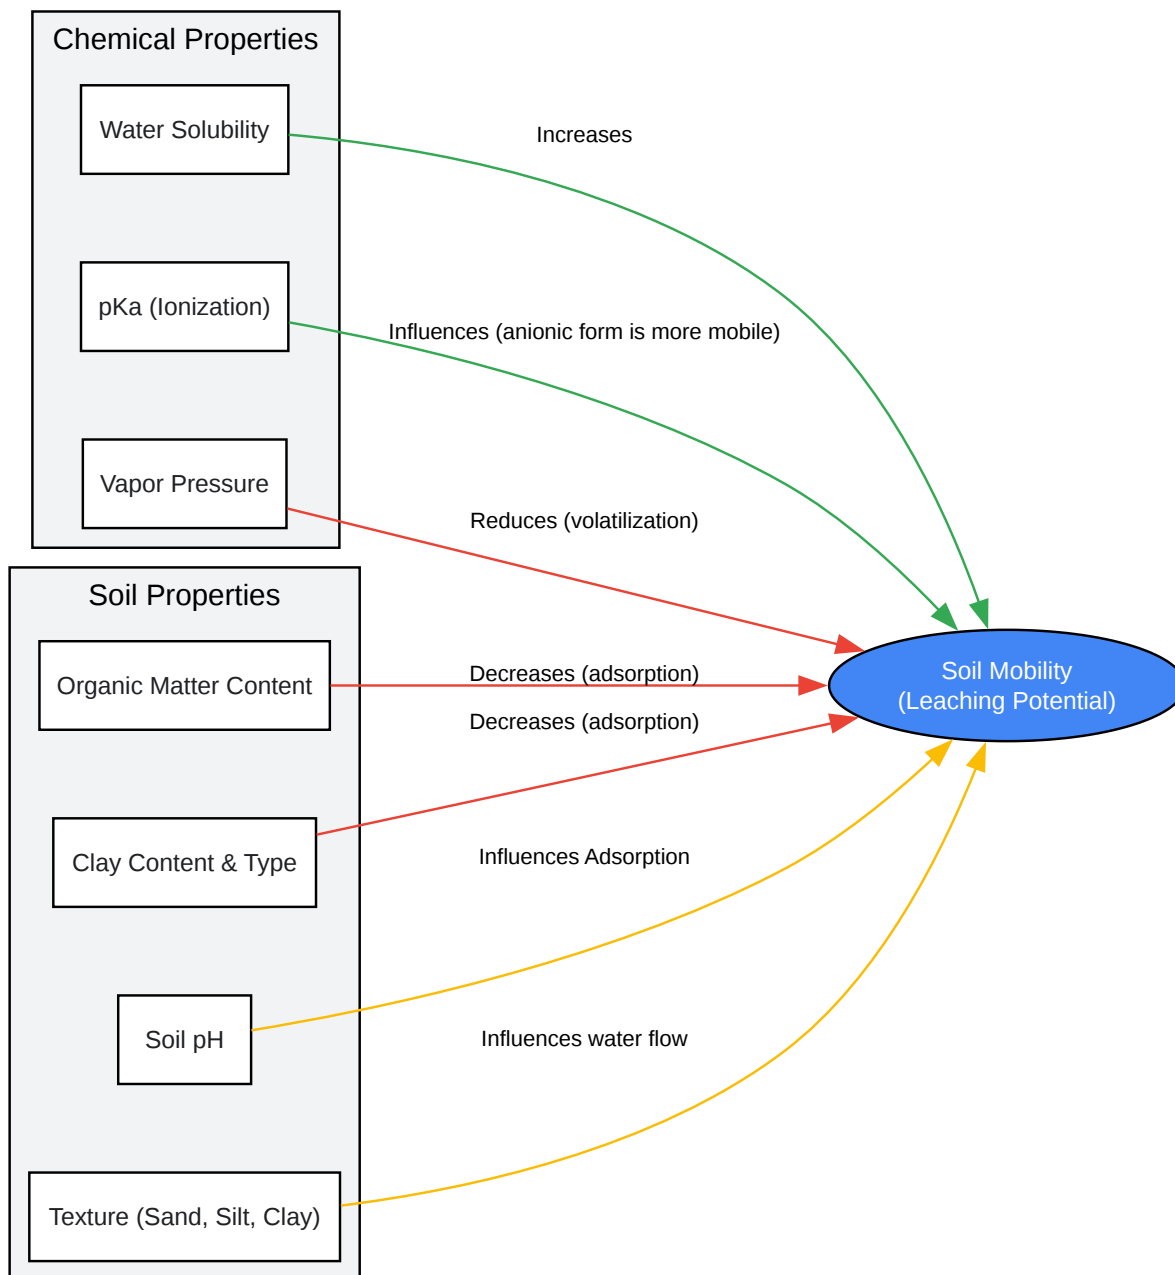 Chemical Properties
Water Solubility
Increases
pKa (Ionization)
Influences (anionic form is more mobile)
Vapor Pressure
Reduces (volatilization)
Soil Properties
Organic Matter Content
Decreases (adsorption)
Soil Mobility
(Leaching Potential)
Decreases (adsorption)
Clay Content & Type
Influences Adsorption
Soil pH
Influences water flow
Texture (Sand, Silt, Clay)